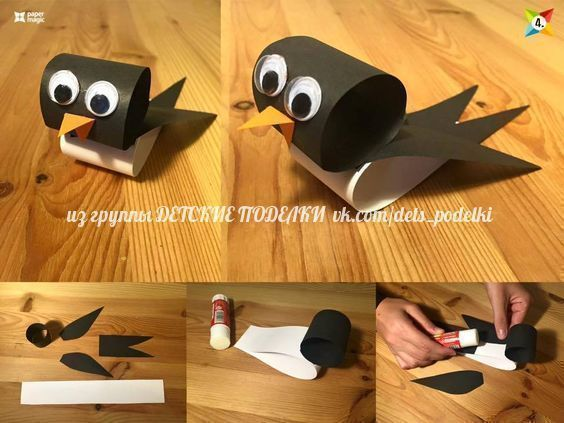 paper
magic
4.
из группы ДЕТСКИЕ ПОДЕЛКИ vk.com/dets_podelki